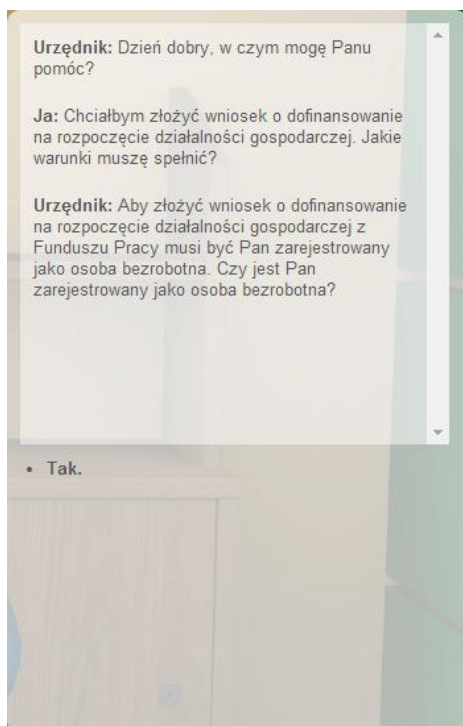 Urzędnik: Dzień dobry, w czym mogę Panu
pomóc?
Ja: Chciałbym złożyć wniosek o dofinansowanie
na rozpoczęcie działalności gospodarczej. Jakie
warunki muszę spełnić?
Urzędnik: Aby złożyć wniosek o dofinansowanie
na rozpoczęcie działalności gospodarczej z
Funduszu Pracy musi być Pan zarejestrowany
jako osoba bezrobotna. Czy jest Pan
zarejestrowany jako osoba bezrobotna?
• Tak.